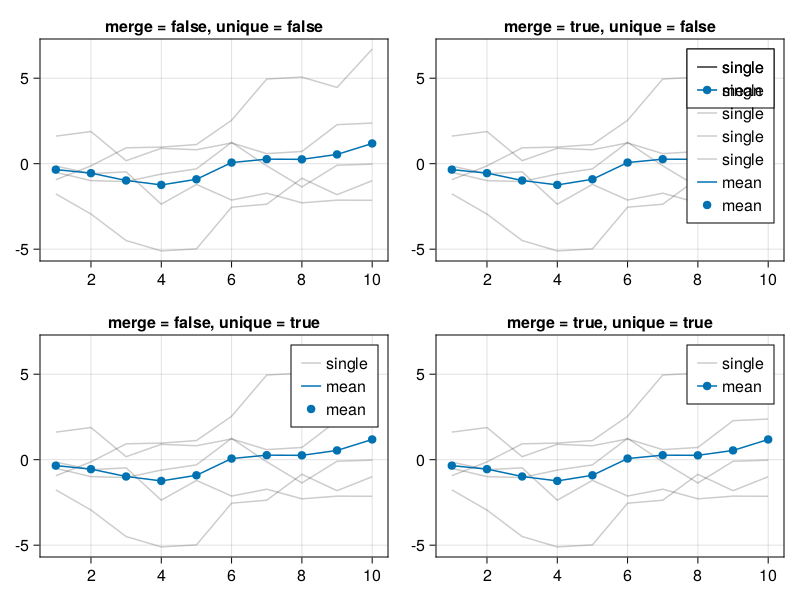 merge = false, unique = false
5
0
-5
2
4
6
8
10
merge = true, unique = false
single
mean
single
single
single
single
mean
mean
5
0
-5
2
4
6
8
10
merge = false, unique = true
single
mean
mean
5
0
-5
2
4
6
8
10
merge = true, unique = true
single
mean
5
0
-5
2
4
6
8
10